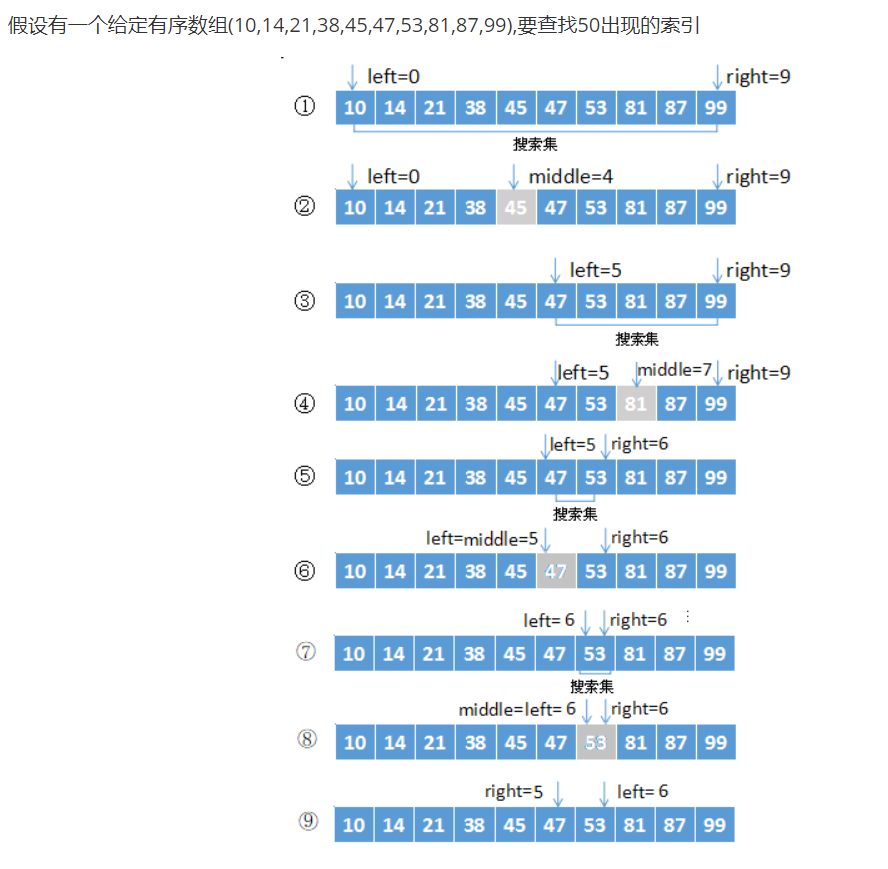 假设有一个给定有序数组(10,14,21,38,45,47,53,81,87,99),要查找50出现的索引
left=0 right=9
① 10 14 21 38 45 47 53 81 87 99
搜索集
left=0 middle=4 right=9
② 10 14 21 38 45 47 53 81 87 99
left=5 right=9
③ 10 14 21 38 45 47 53 81 87 99
搜索集
left=5 middle=7 right=9
④ 10 14 21 38 45 47 53 81 87 99
left=5 right=6
⑤ 10 14 21 38 45 47 53 81 87 99
搜索集
left=middle=5 right=6
⑥ 10 14 21 38 45 47 53 81 87 99
left= 6 right=6
⑦ 10 14 21 38 45 47 53 81 87 99
搜索集
middle=left= 6 right=6
⑧ 10 14 21 38 45 47 53 81 87 99
right=5 left= 6
⑨ 10 14 21 38 45 47 53 81 87 99